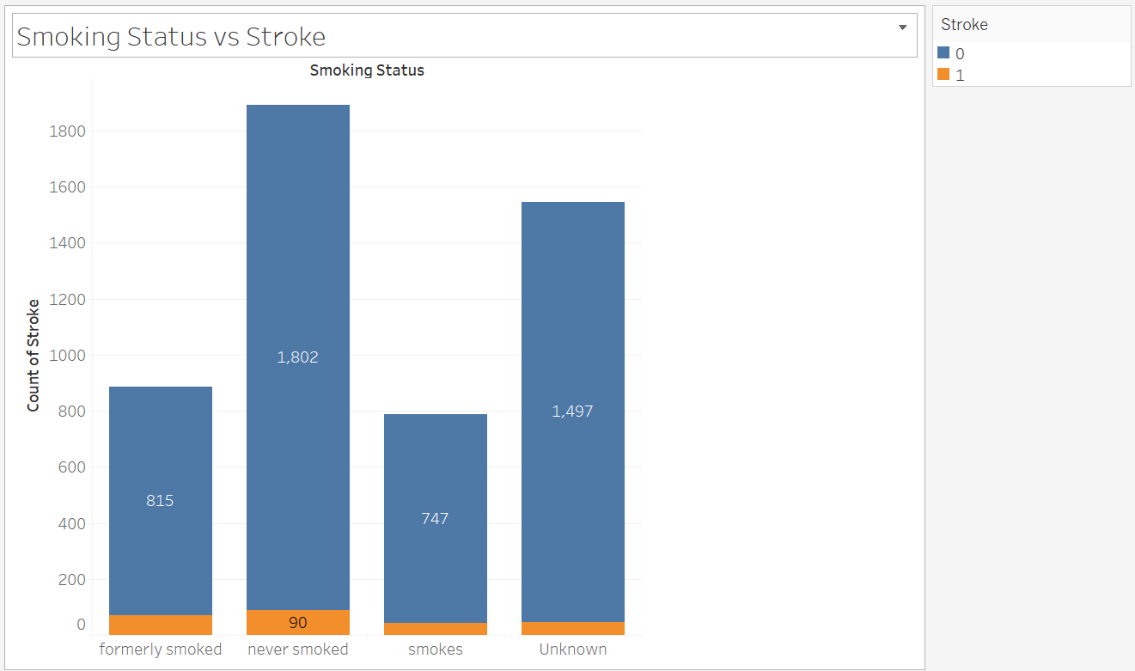 Smoking Status vs Stroke
Stroke
0
1
Smoking Status
Count of Stroke
1800
1600
1400
1200
1000
800
600
400
200
0
815
1,802
90
747
1,497
formerly smoked
never smoked
smokes
Unknown